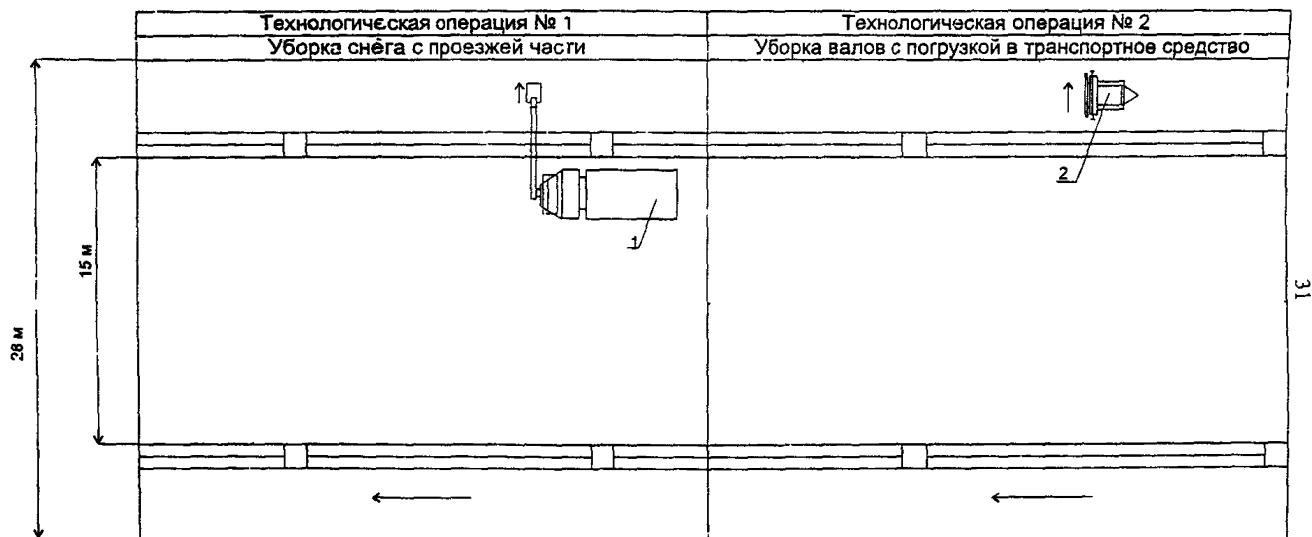 Технологическая операция № 1
Технологическая операция № 2
Уборка снега с проезжей части
Уборка валов с погрузкой в транспортное средство
2
1
15 м
28 м
31